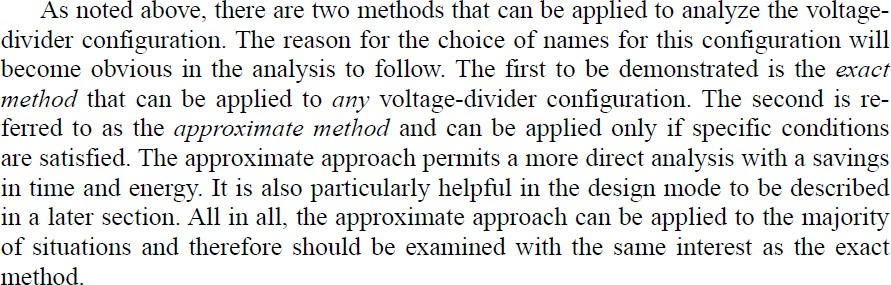 As noted above, there are two methods that can be applied to analyze the voltage-
divider configuration. The reason for the choice of names for this configuration will
become obvious in the analysis to follow. The first to be demonstrated is the exact
method that can be applied to any voltage-divider configuration. The second is re-
ferred to as the approximate method and can be applied only if specific conditions
are satisfied. The approximate approach permits a more direct analysis with a savings
in time and energy. It is also particularly helpful in the design mode to be described
in a later section. All in all, the approximate approach can be applied to the majority
of situations and therefore should be examined with the same interest as the exact
method.